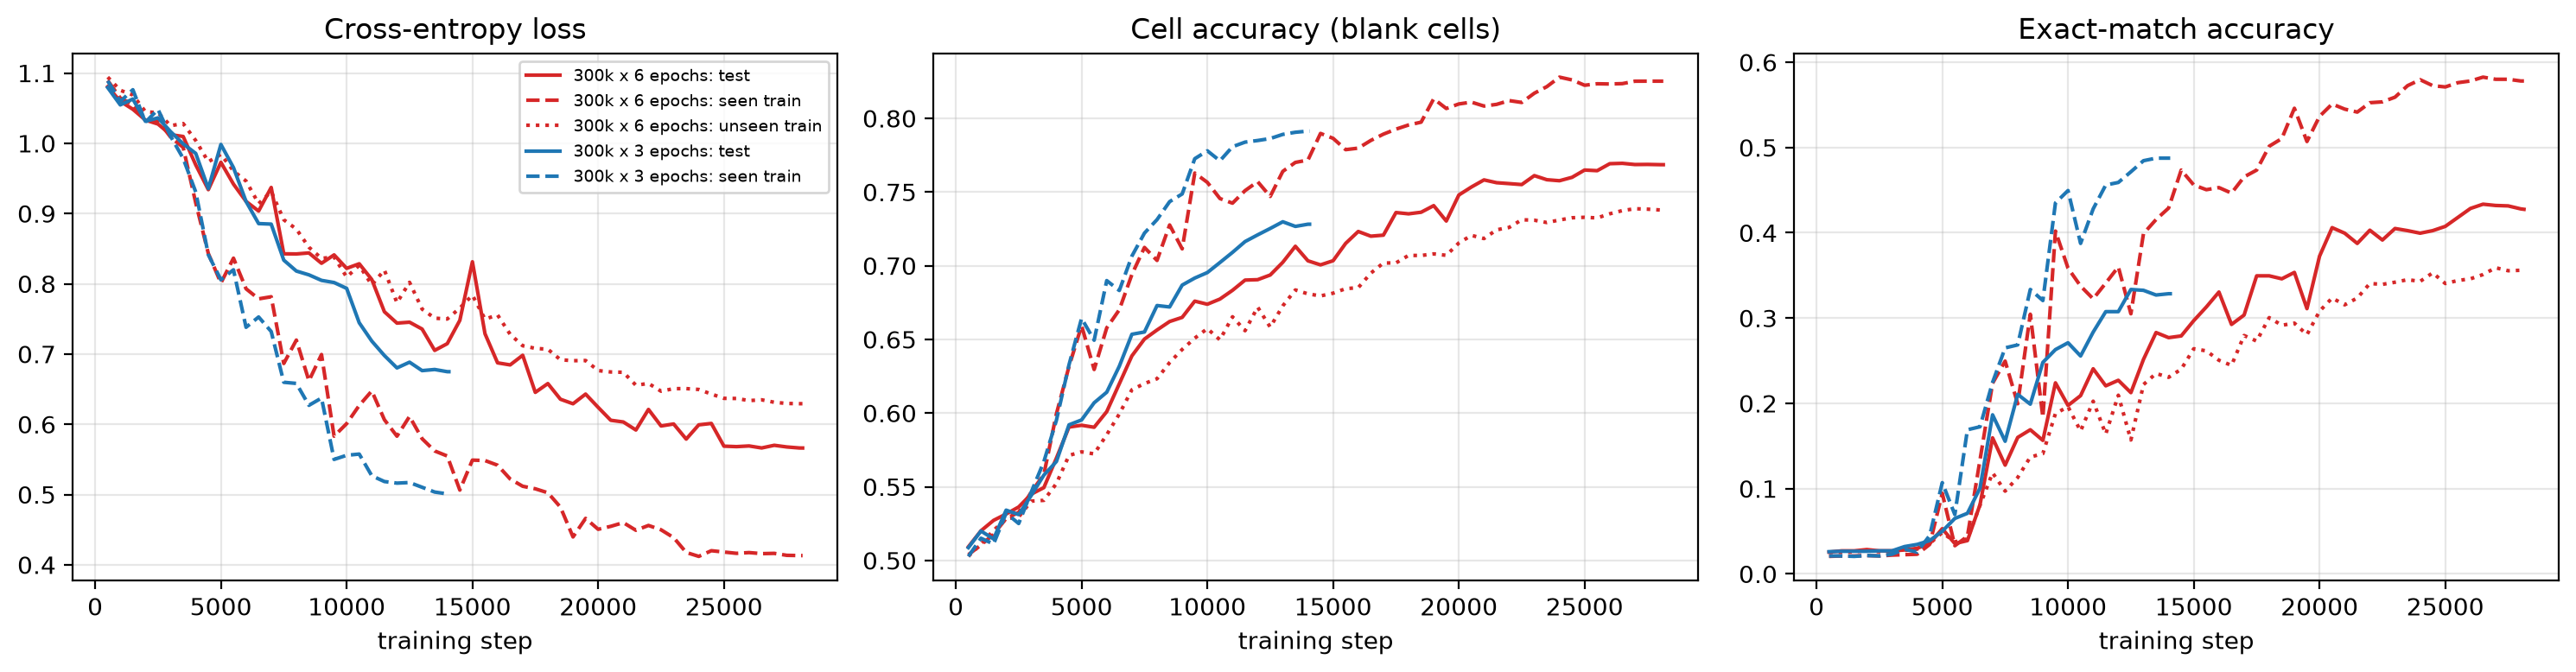 Cross-entropy loss
1.1
1.0
0.9
0.8
0.7
0.6
0.5
0.4
0 5000 10000 15000 20000 25000
training step
300k x 6 epochs: test
300k x 6 epochs: seen train
300k x 6 epochs: unseen train
300k x 3 epochs: test
300k x 3 epochs: seen train
Cell accuracy (blank cells)
0.80
0.75
0.70
0.65
0.60
0.55
0.50
0 5000 10000 15000 20000 25000
training step
Exact-match accuracy
0.6
0.5
0.4
0.3
0.2
0.1
0.0
0 5000 10000 15000 20000 25000
training step